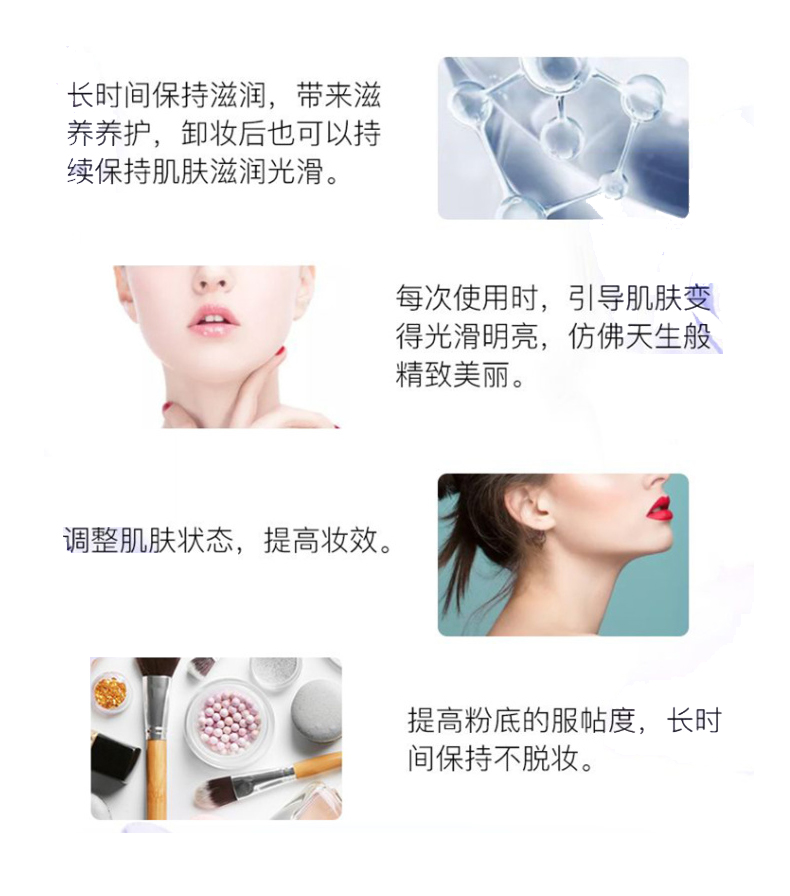 长时间保持滋润，带来滋
养养护，卸妆后也可以持
续保持肌肤滋润光滑。
每次使用时，引导肌肤变
得光滑明亮，仿佛天生般
精致美丽。
调整肌肤状态，提高妆效。
提高粉底的服帖度，长时
间保持不脱妆。